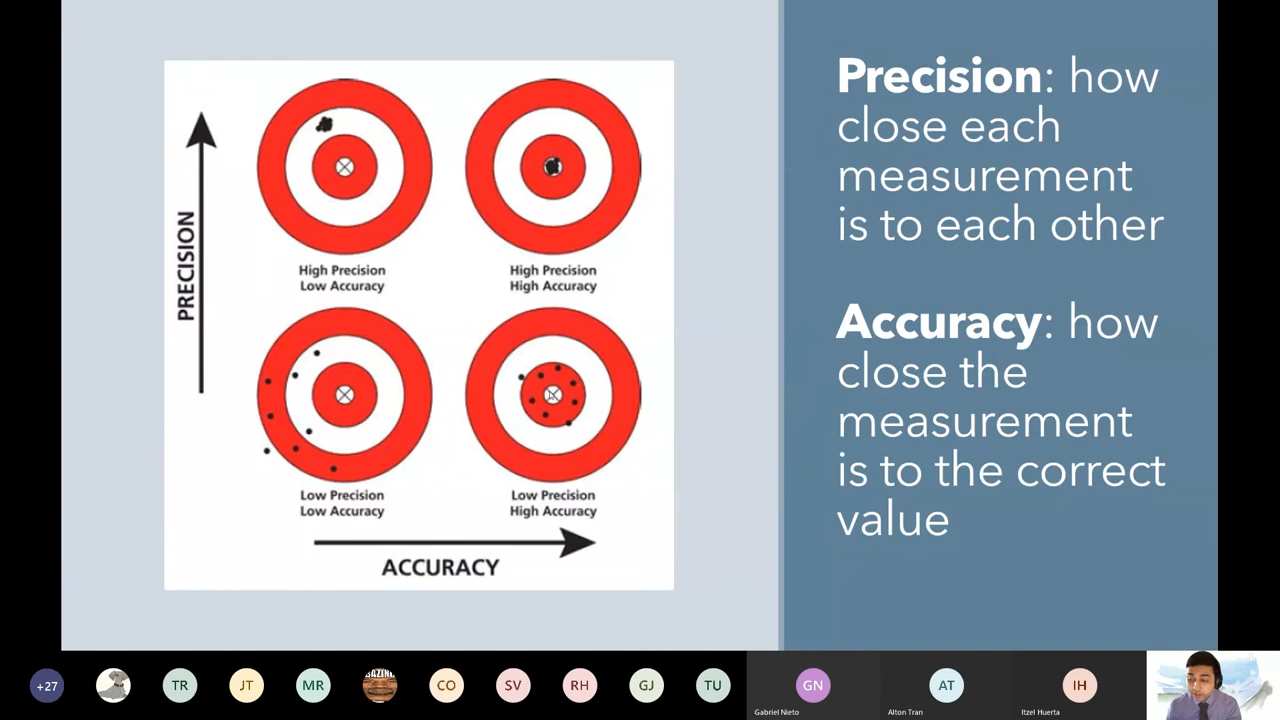 PRECISION
High Precision
Low Accuracy
High Precision
High Accuracy
Low Precision
Low Accuracy
Low Precision
High Accuracy
ACCURACY
Precision: how
close each
measurement
is to each other
Accuracy: how
close the
measurement
is to the correct
value
+27
TR
JT
MR
BAZING
CO
SV
RH
GJ
TU
GN
Gabriel Nieto
AT
Alton Tran
IH
Itzel Huerta